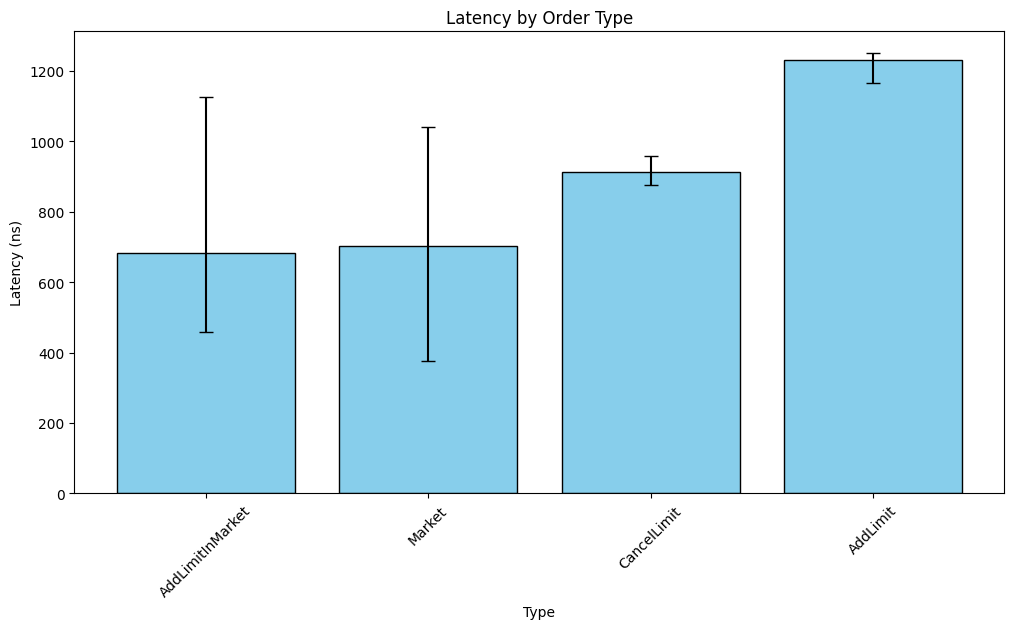 Latency by Order Type
Latency (ns)
1200
1000
800
600
400
200
0
AddLimitInMarket
Market
CancelLimit
AddLimit
Type